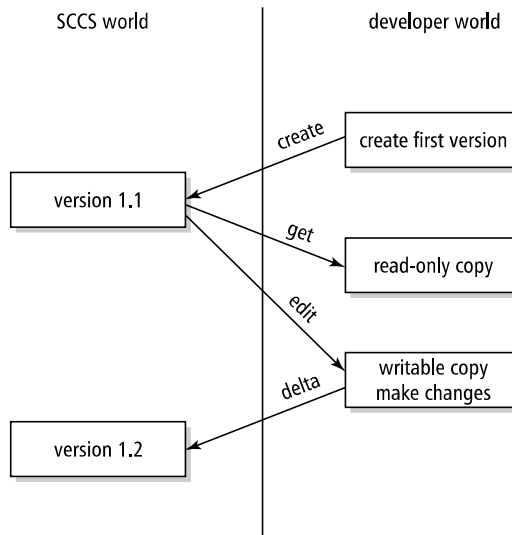 SCCS world
developer world
create
create first version
version 1.1
get
read-only copy
edit
writable copy
make changes
delta
version 1.2